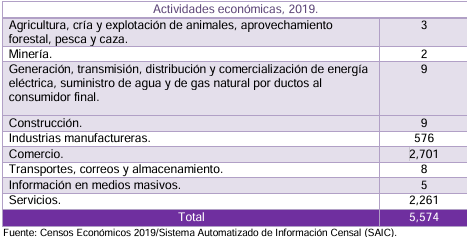 Actividades económicas, 2019.
Agricultura, cría y explotación de animales, aprovechamiento
forestal, pesca y caza.
3
Minería.
2
Generación, transmisión, distribución y comercialización de energía
eléctrica, suministro de agua y de gas natural por ductos al
consumidor final.
9
Construcción.
9
Industrias manufactureras.
576
Comercio.
2,701
Transportes, correos y almacenamiento.
8
Información en medios masivos.
5
Servicios.
2,261
Total
5,574
Fuente: Censos Económicos 2019/Sistema Automatizado de Información Censal (SAIC).